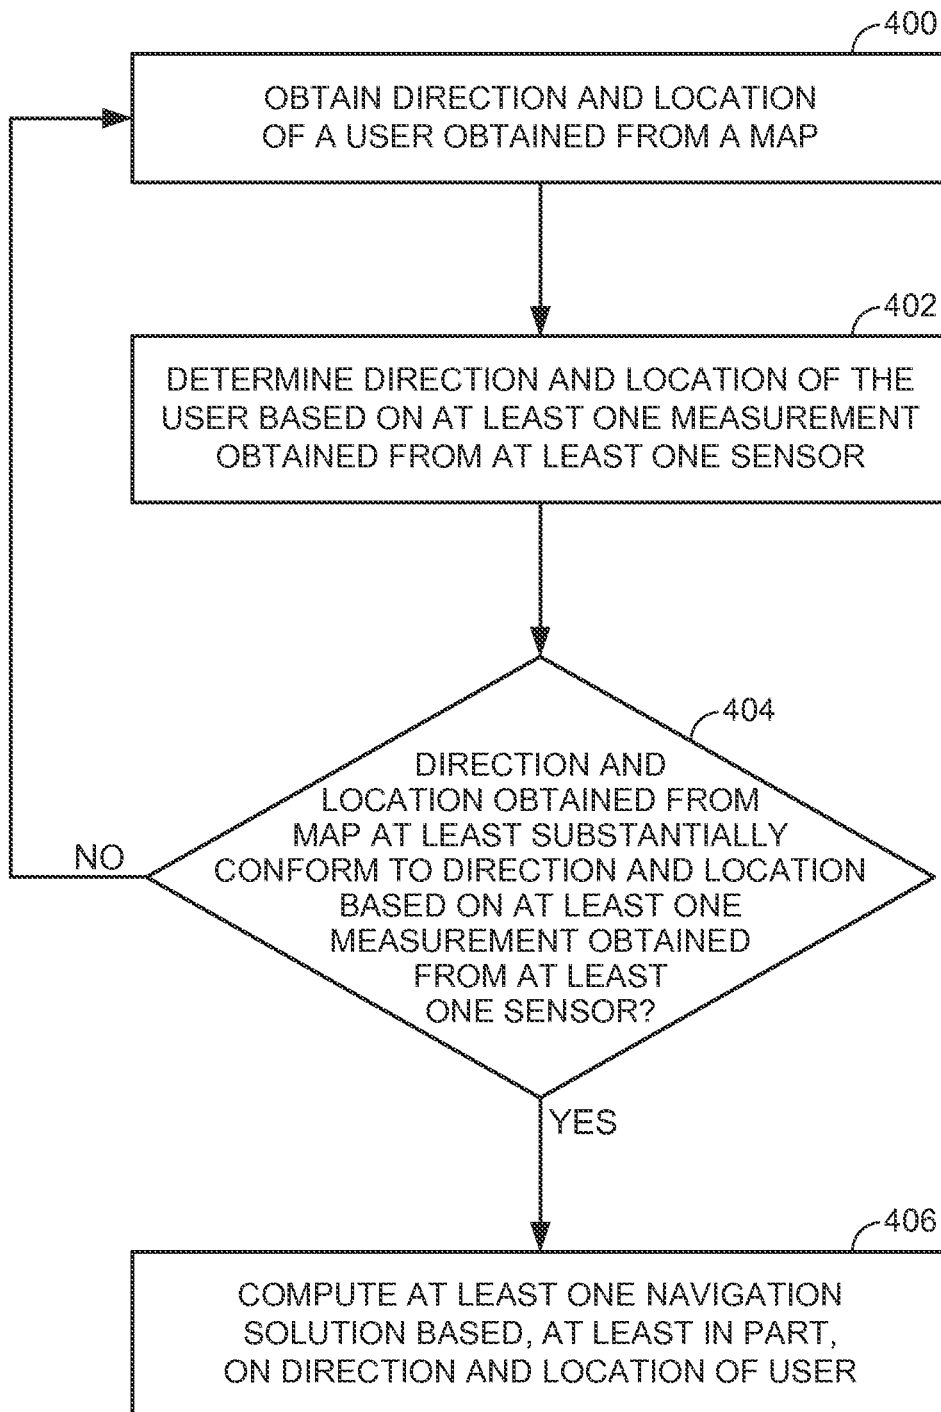 400
OBTAIN DIRECTION AND LOCATION
OF A USER OBTAINED FROM A MAP
402
DETERMINE DIRECTION AND LOCATION OF THE
USER BASED ON AT LEAST ONE MEASUREMENT
OBTAINED FROM AT LEAST ONE SENSOR
404
DIRECTION AND
LOCATION OBTAINED FROM
MAP AT LEAST SUBSTANTIALLY
CONFORM TO DIRECTION AND LOCATION
BASED ON AT LEAST ONE
MEASUREMENT OBTAINED
FROM AT LEAST
ONE SENSOR?
NO
YES
406
COMPUTE AT LEAST ONE NAVIGATION
SOLUTION BASED, AT LEAST IN PART,
ON DIRECTION AND LOCATION OF USER